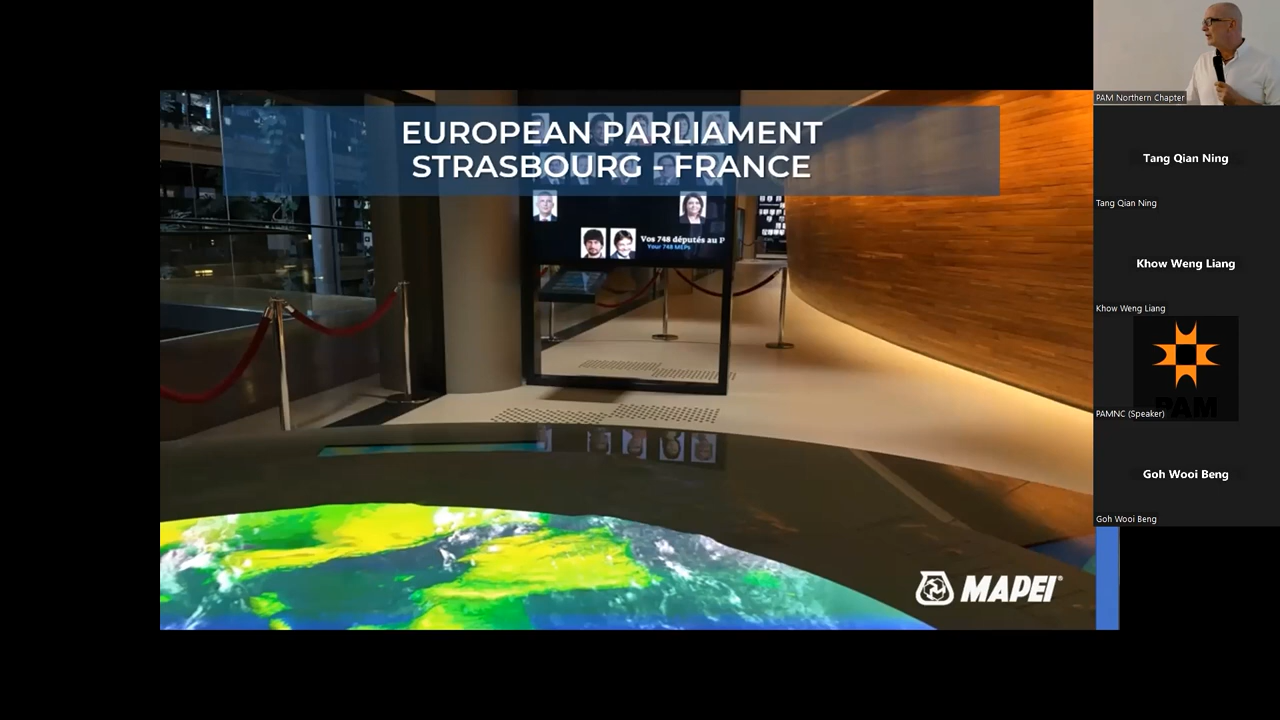 EUROPEAN PARLIAMENT
STRASBOURG - FRANCE
Vos 748 députés au P
Your 748 MEPs
MAPEI®
PAM Northern Chapter
Tang Qian Ning
Tang Qian Ning
Khow Weng Liang
Khow Weng Liang
PAM
PAMNC (Speaker)
Goh Wooi Beng
Goh Wooi Beng